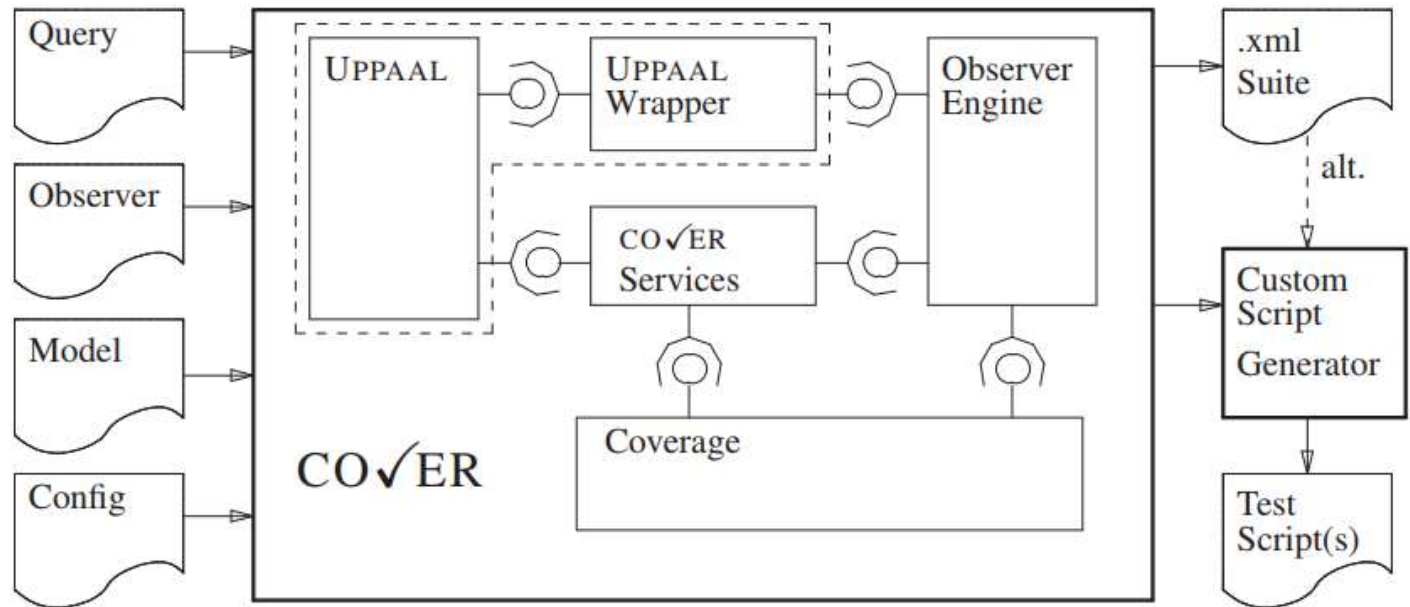 Query
Observer
Model
Config
UPPAAL
UPPAAL
Wrapper
Observer
Engine
CO✓ER
Services
Coverage
CO✓ER
.xml
Suite
alt.
Custom
Script
Generator
Test
Script(s)